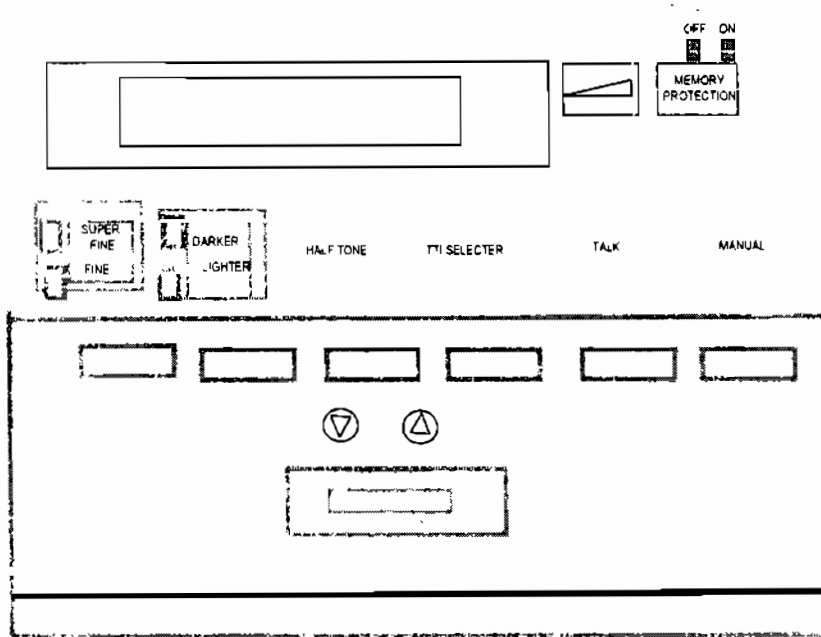 OFF ON
MEMORY
PROTECTION
SUPER
FINE
FINE
DARKER
LIGHTER
HALF TONE
TTI SELECTER
TALK
MANUAL